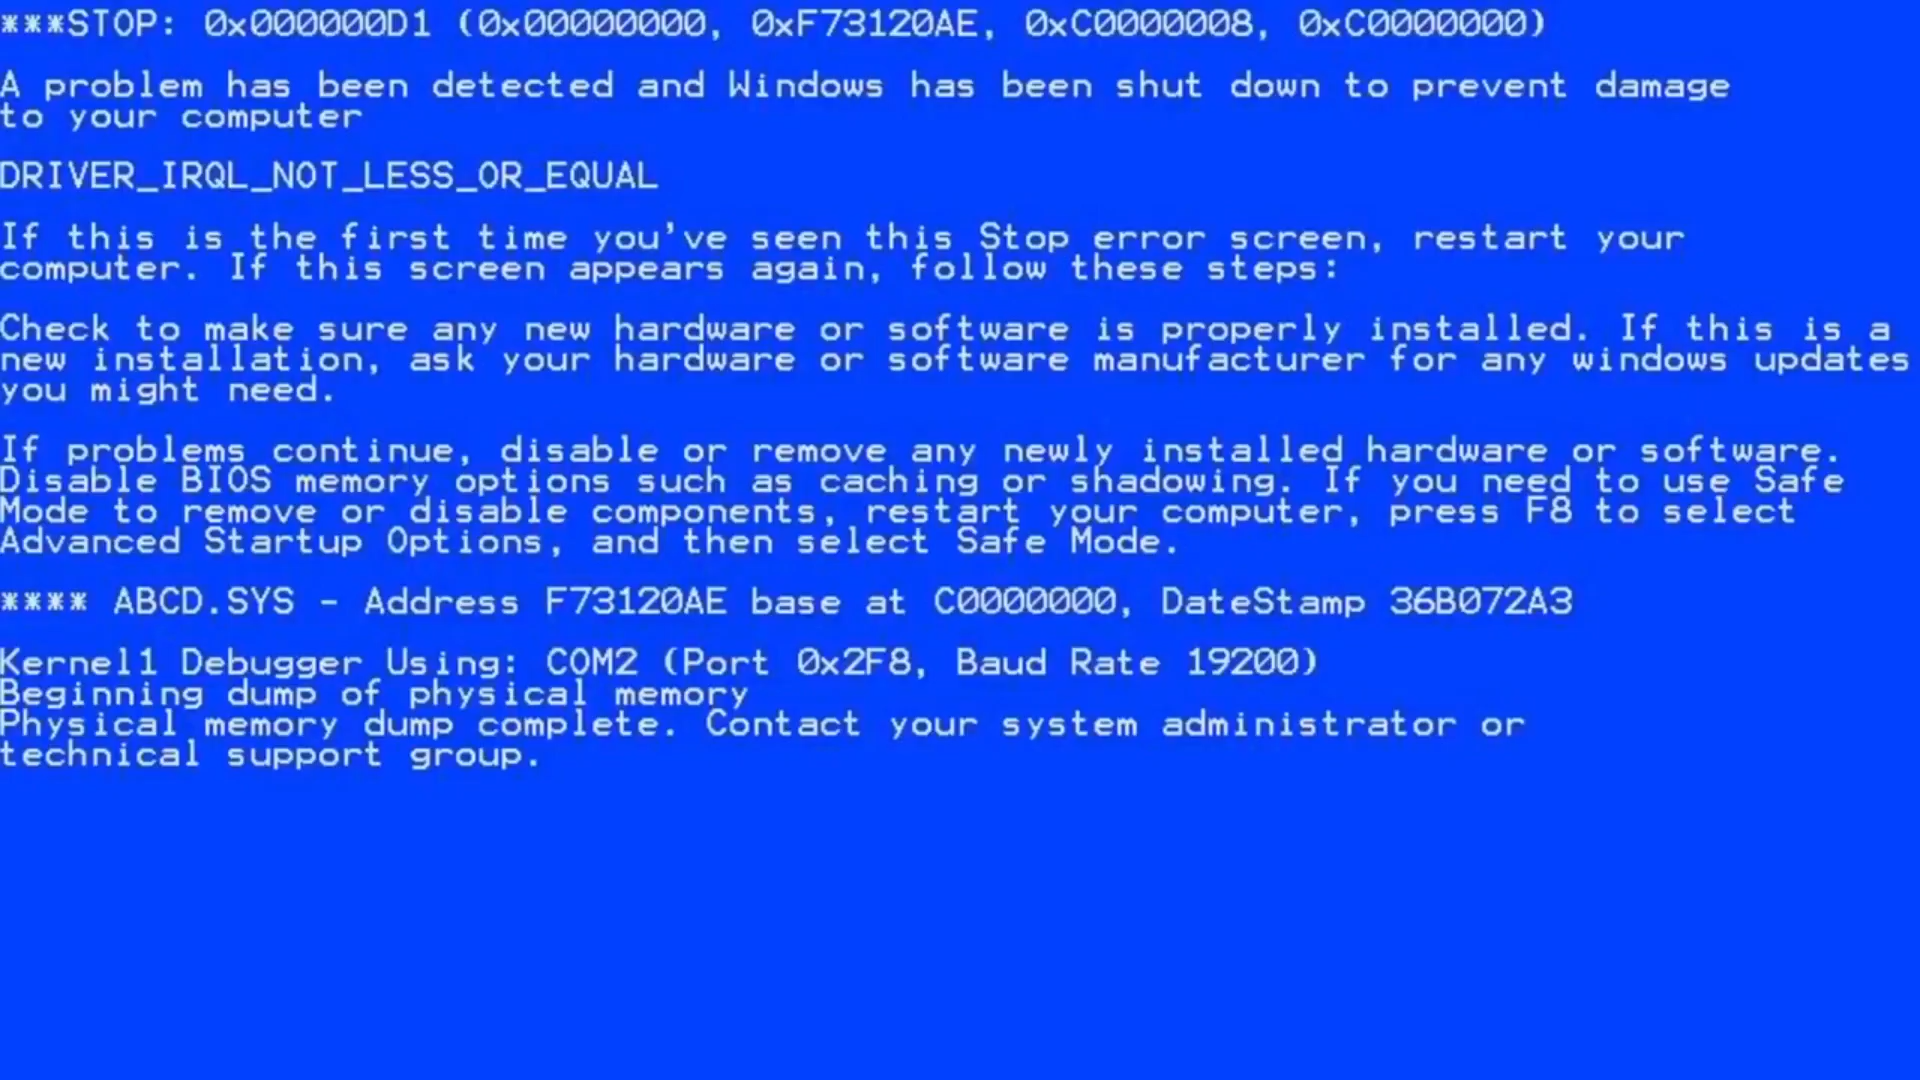 ***STOP: 0x000000D1 (0x00000000, 0xF73120AE, 0xC0000008, 0xC0000000)
A problem has been detected and Windows has been shut down to prevent damage
to your computer
DRIVER_IRQL_NOT_LESS_OR_EQUAL
If this is the first time you've seen this Stop error screen, restart your
computer. If this screen appears again, follow these steps:
Check to make sure any new hardware or software is properly installed. If this is a
new installation, ask your hardware or software manufacturer for any windows updates
you might need.
If problems continue, disable or remove any newly installed hardware or software.
Disable BIOS memory options such as caching or shadowing. If you need to use Safe
Mode to remove or disable components, restart your computer, press F8 to select
Advanced Startup Options, and then select Safe Mode.
**** ABCD.SYS - Address F73120AE base at C0000000, DateStamp 36B072A3
Kernel1 Debugger Using: COM2 (Port 0x2F8, Baud Rate 19200)
Beginning dump of physical memory
Physical memory dump complete. Contact your system administrator or
technical support group.